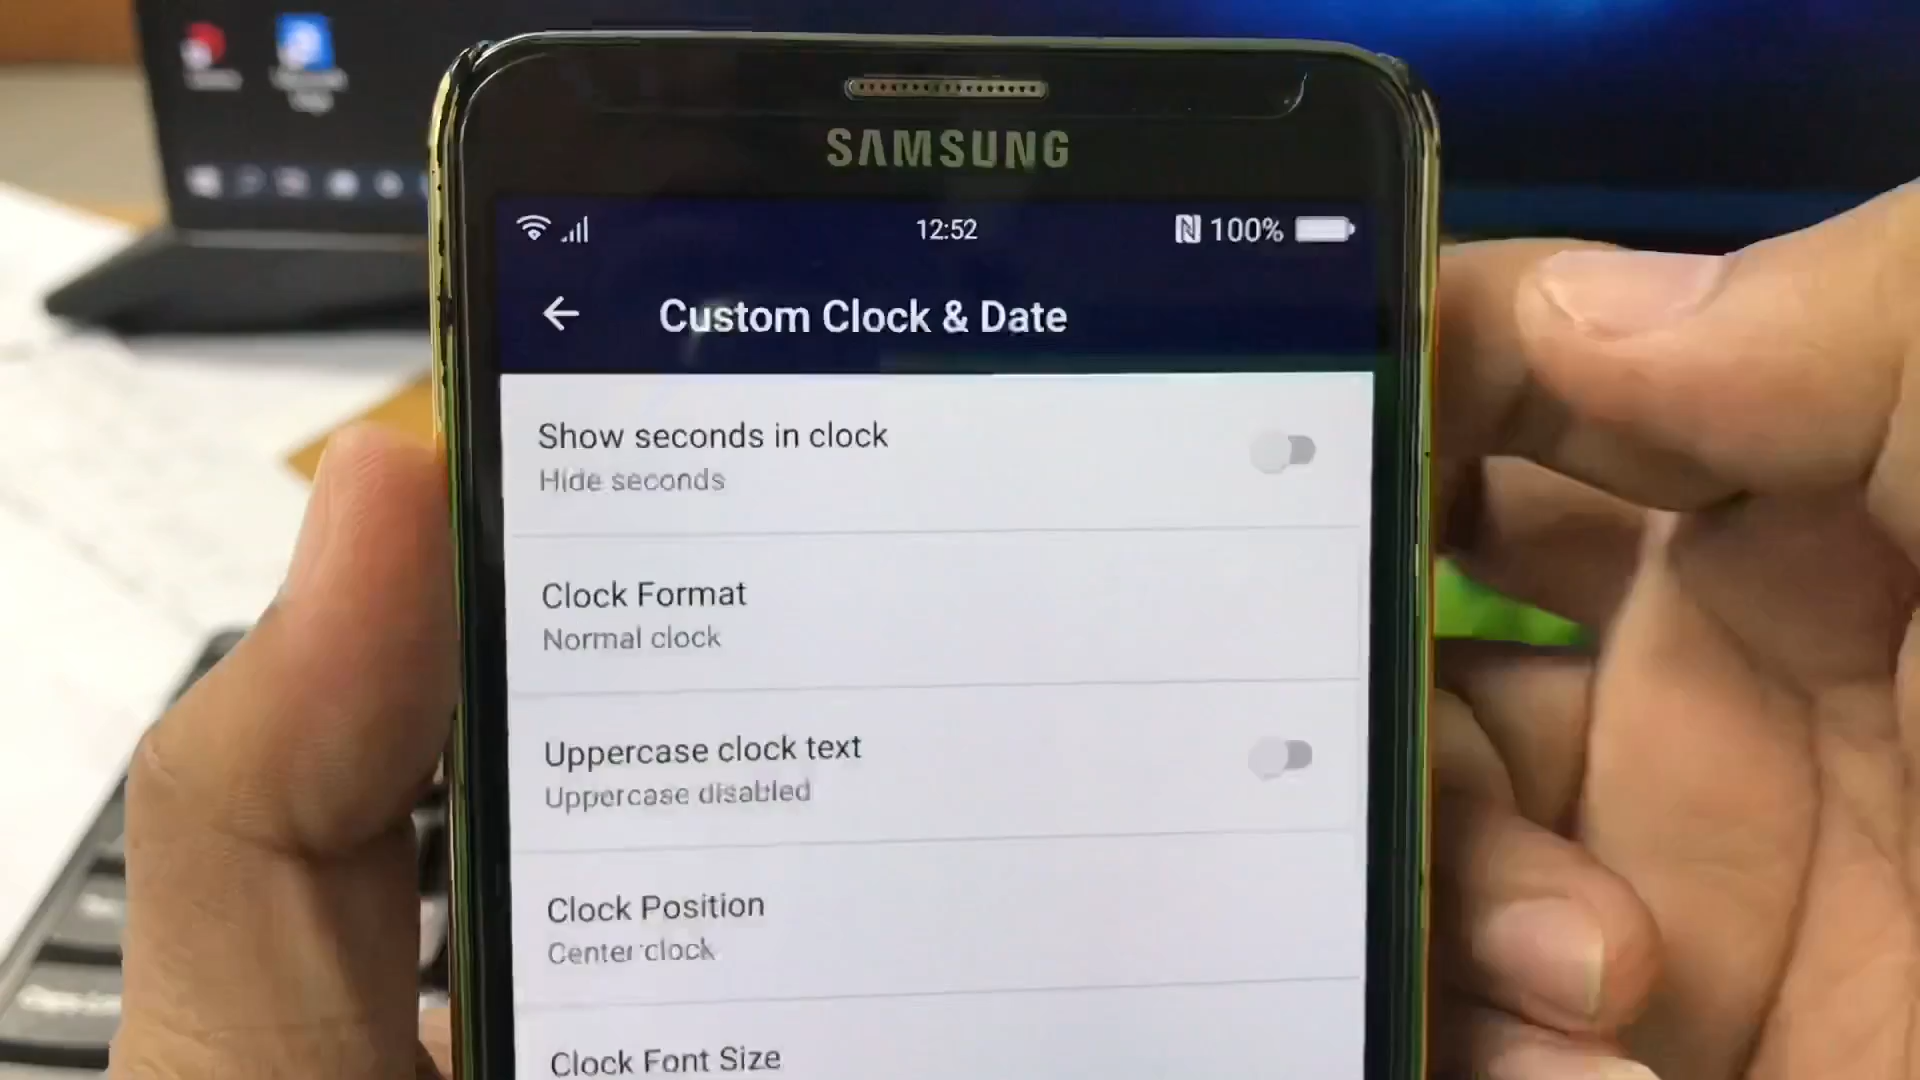 SAMSUNG
12:52
100%
Custom Clock & Date
Show seconds in clock
Hide seconds
Clock Format
Normal clock
Uppercase clock text
Uppercase disabled
Clock Position
Center clock
Clock Font Size